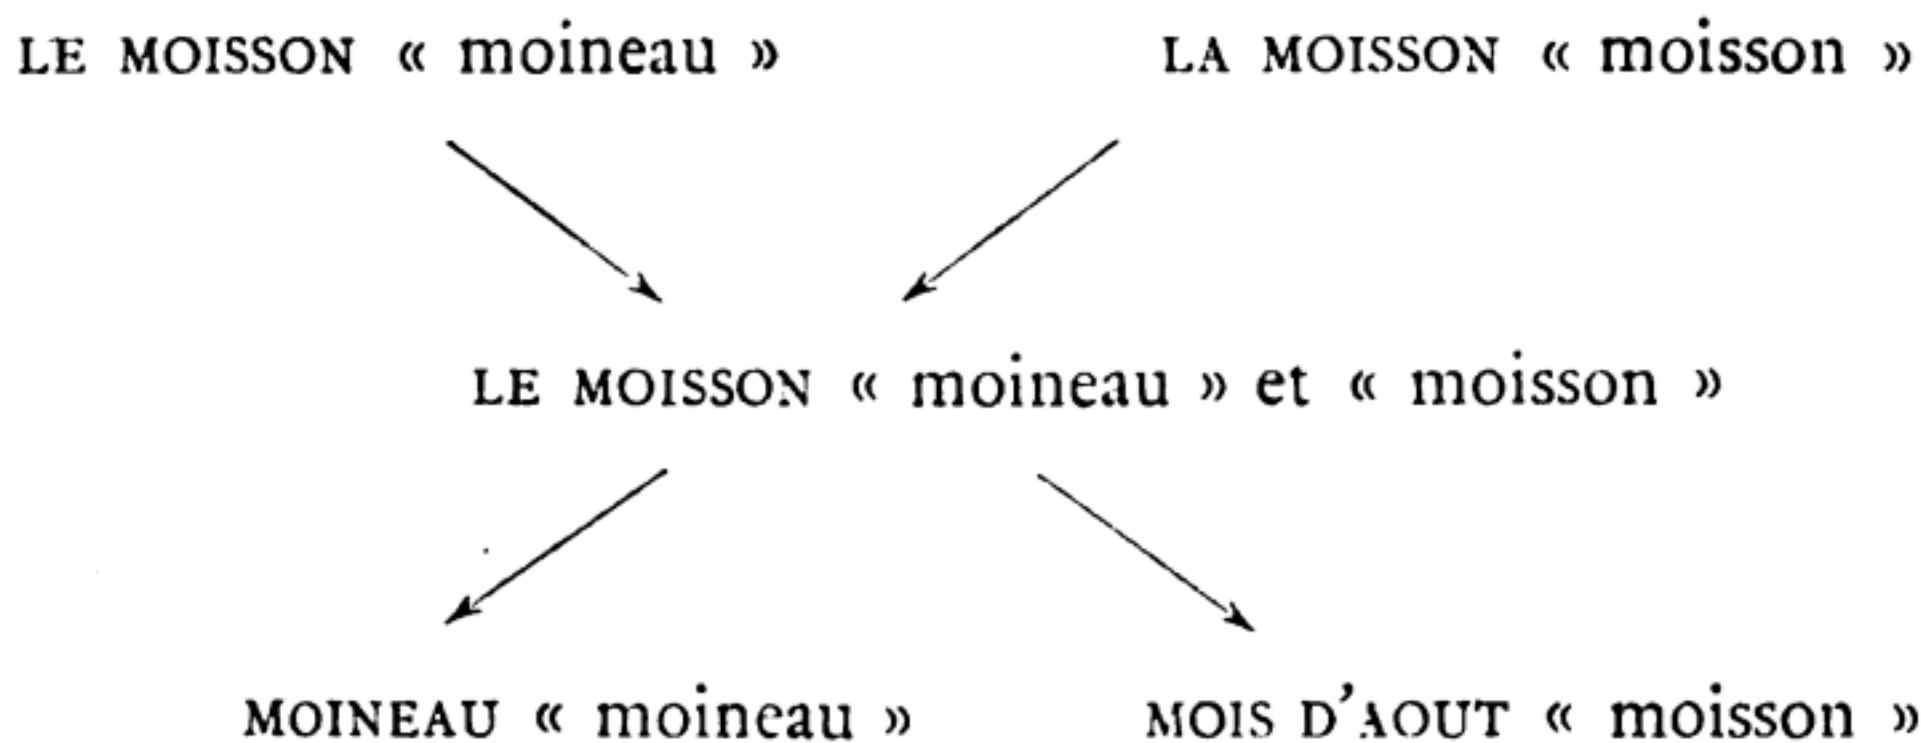 LE MOISSON « moineau » LA MOISSON « moisson »
LE MOISSON « moineau » et « moisson »
MOINEAU « moineau » MOIS D'AOUT « moisson »